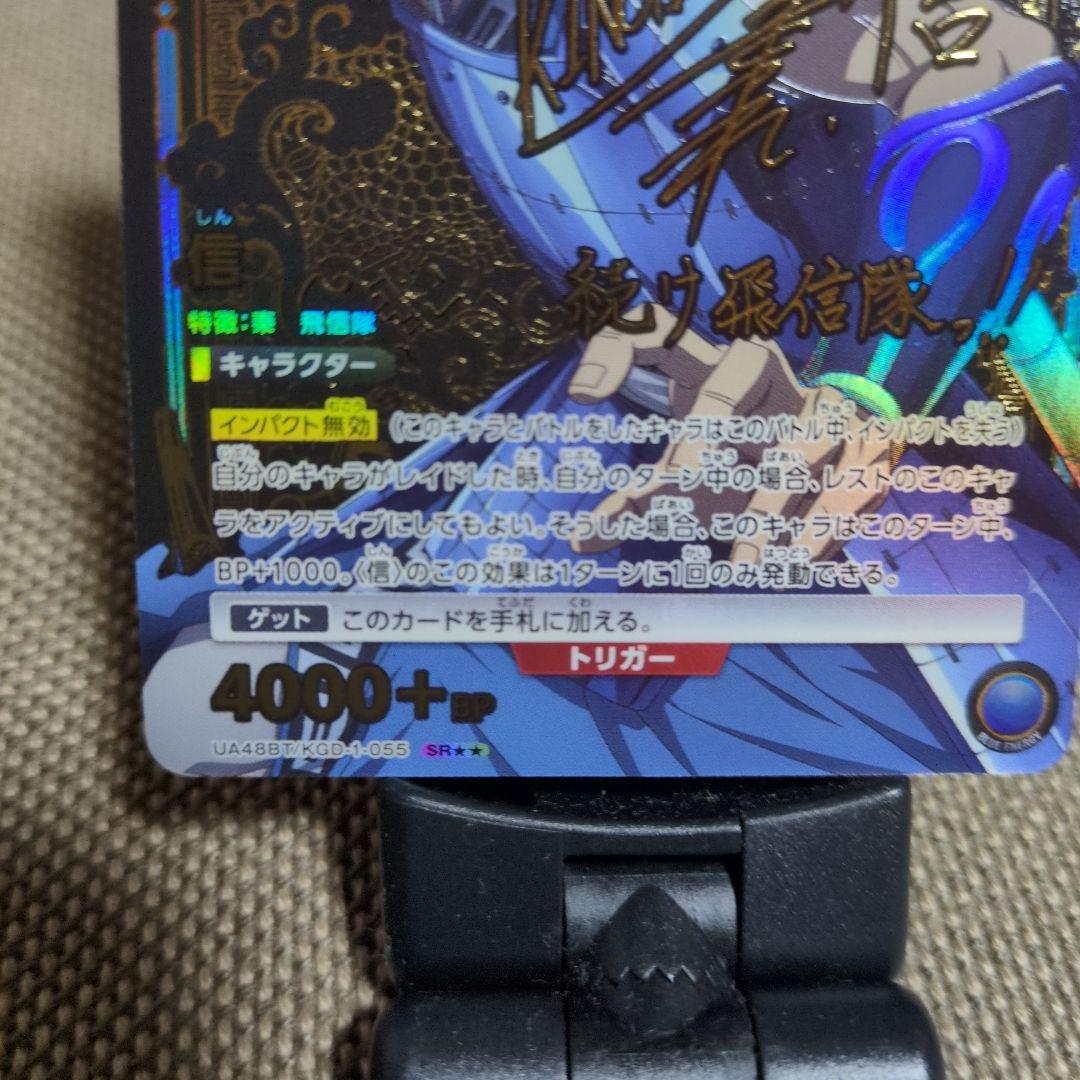 信
続け飛信隊っ!!
しん
信
特徴:秦 飛信隊
キャラクター
インパクト無効 (このキャラとバトルをしたキャラはこのバトル中、インパクトを失う)
自分のキャラがレイドした時、自分のターン中の場合、レストのこのキャ
ラをアクティブにしてもよい。そうした場合、このキャラはこのターン中、
BP+1000。〈信〉のこの効果は1ターンに1回のみ発動できる。
ゲット このカードを手札に加える。
トリガー
4000+BP
UA48BT/KGD-1-055 SR★★
BLUE ENERGY